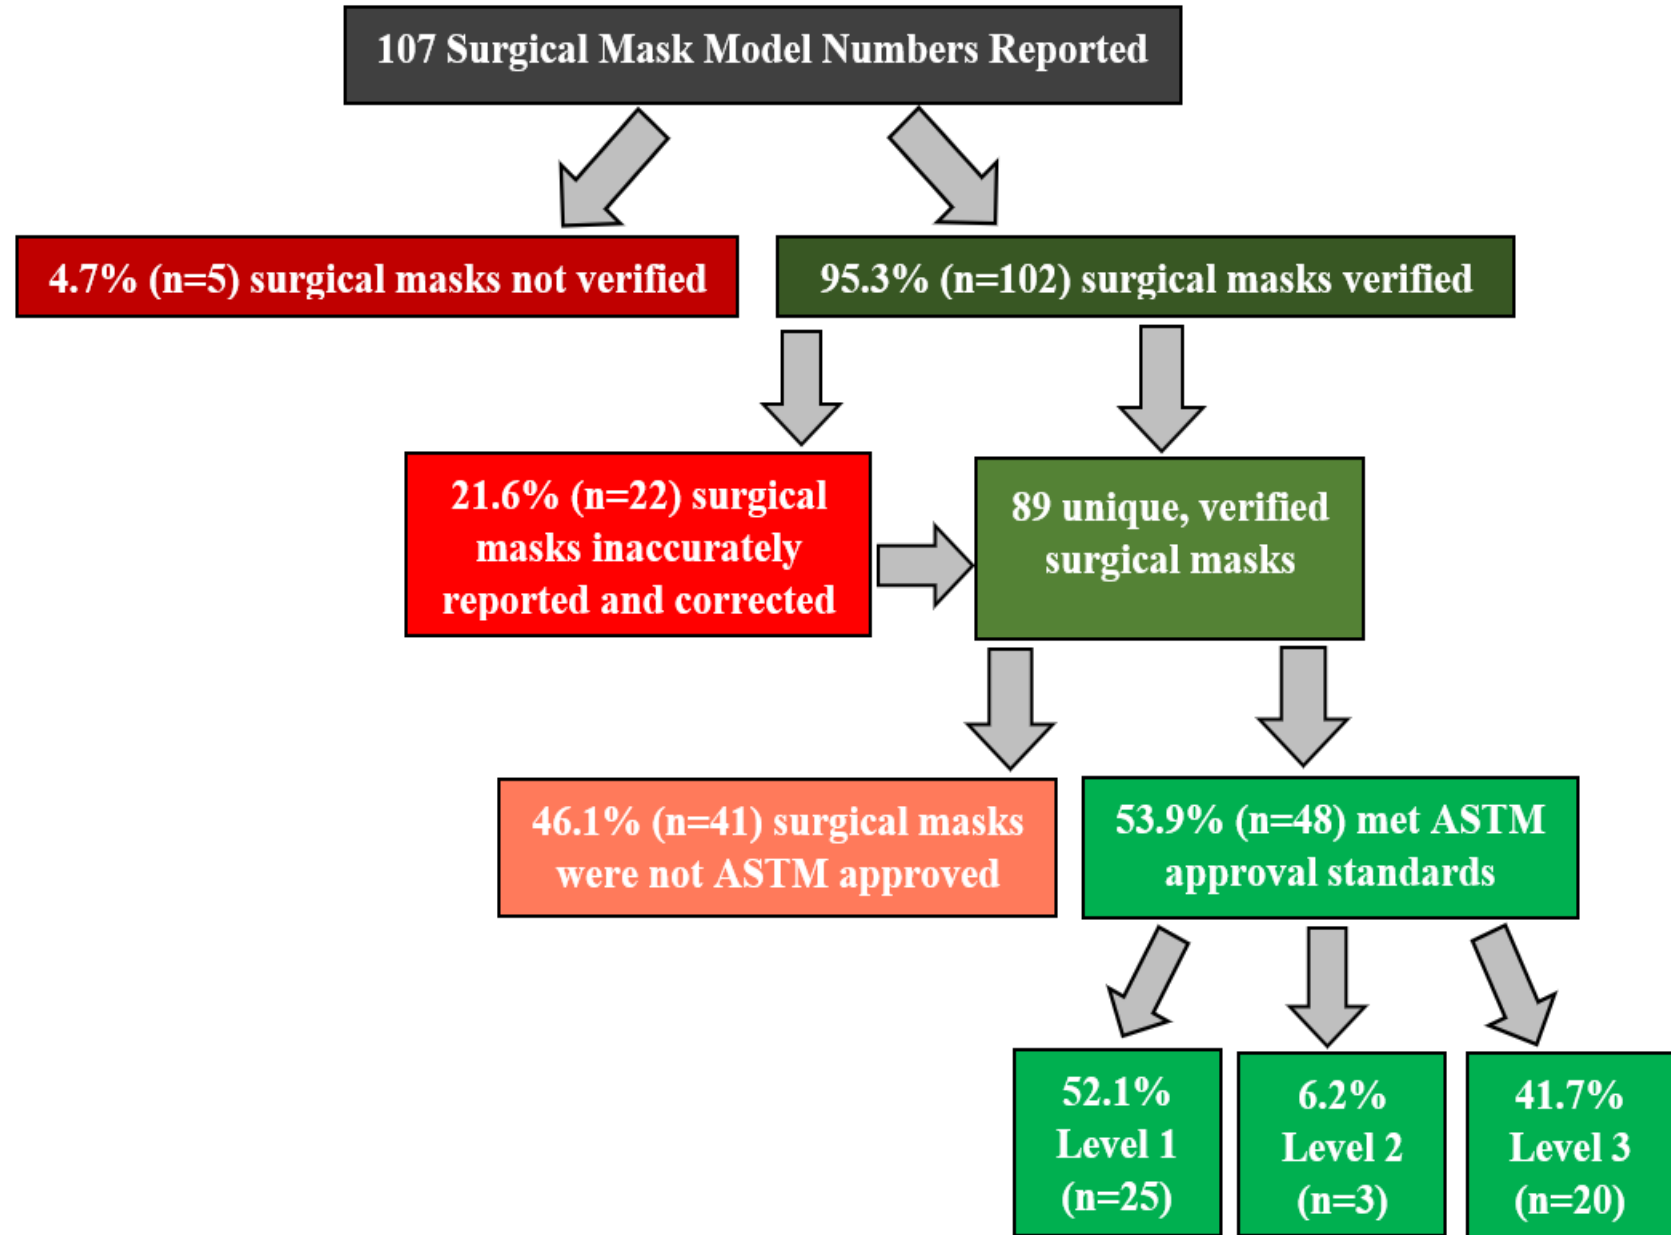 107 Surgical Mask Model Numbers Reported
4.7% (n=5) surgical masks not verified
95.3% (n=102) surgical masks verified
21.6% (n=22) surgical
masks inaccurately
reported and corrected
89 unique, verified
surgical masks
46.1% (n=41) surgical masks
were not ASTM approved
53.9% (n=48) met ASTM
approval standards
52.1%
Level 1
(n=25)
6.2%
Level 2
(n=3)
41.7%
Level 3
(n=20)